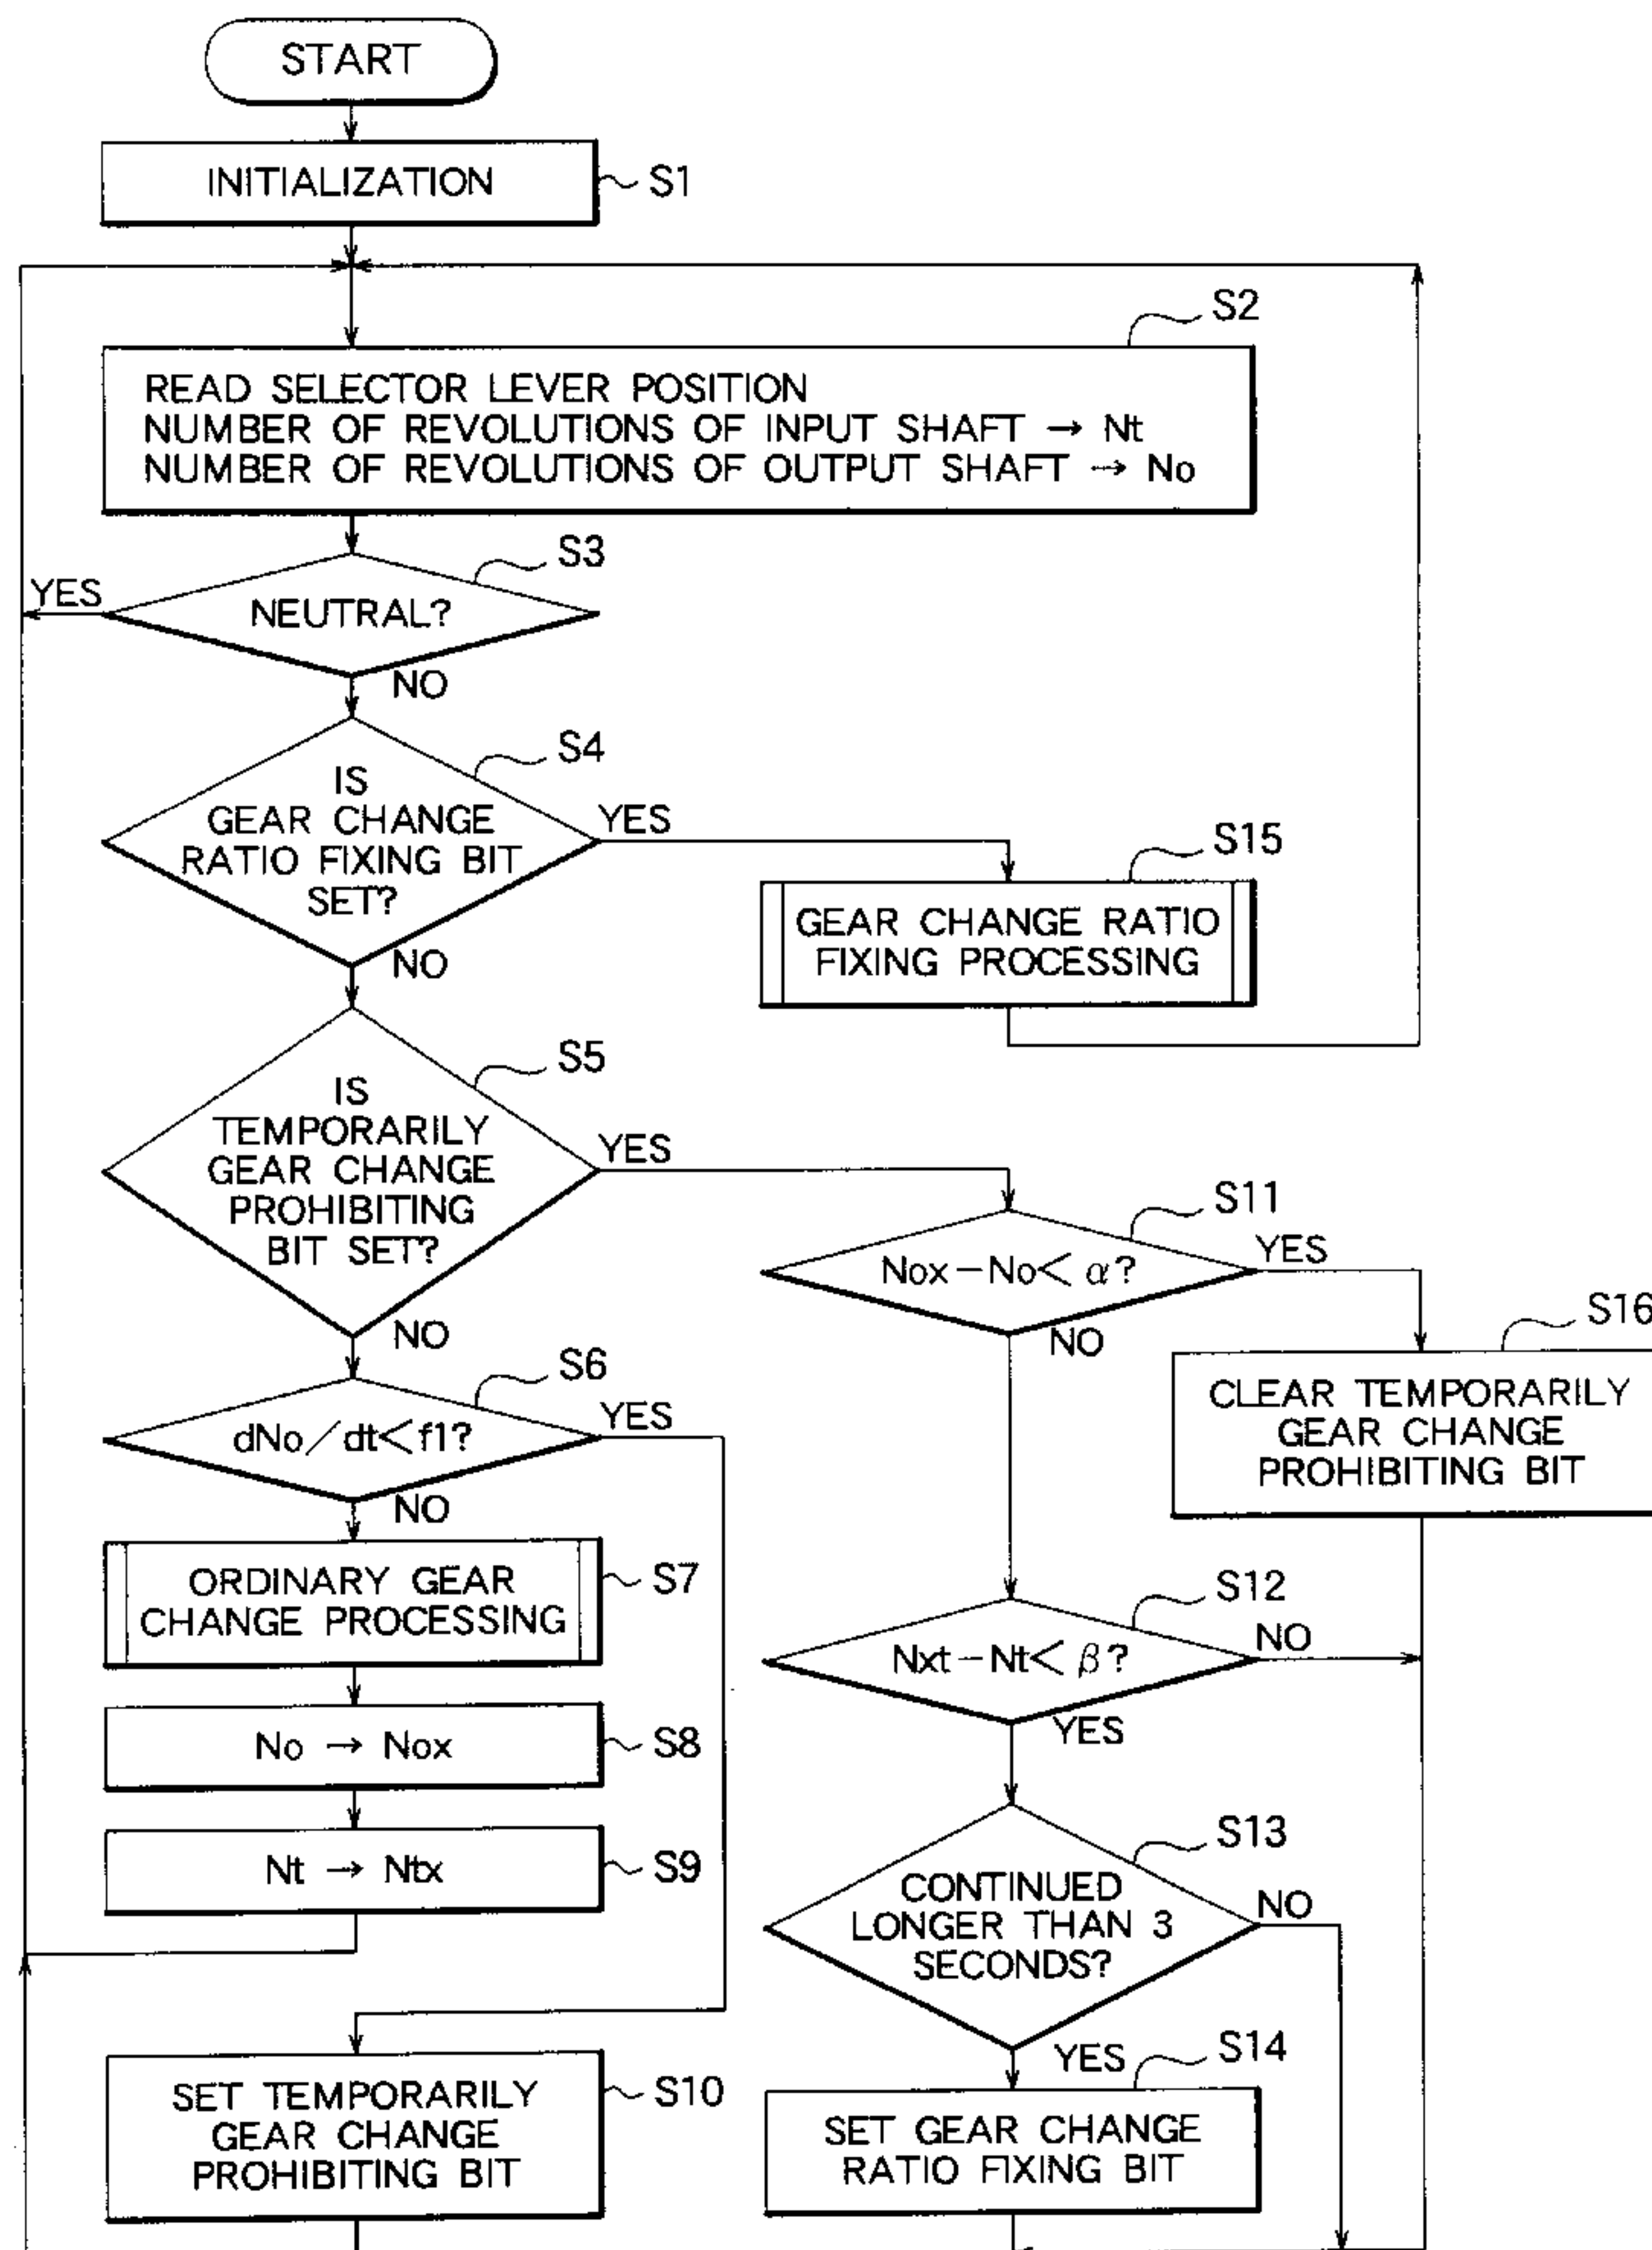 START
INITIALIZATION
S1
S2
READ SELECTOR LEVER POSITION
NUMBER OF REVOLUTIONS OF INPUT SHAFT → Nt
NUMBER OF REVOLUTIONS OF OUTPUT SHAFT → No
S3
YES
NEUTRAL?
NO
S4
IS
GEAR CHANGE
RATIO FIXING BIT
SET?
YES
NO
S15
GEAR CHANGE RATIO
FIXING PROCESSING
S5
IS
TEMPORARILY
GEAR CHANGE
PROHIBITING
BIT SET?
YES
NO
S11
Nox－No＜α?
YES
NO
S16
CLEAR TEMPORARILY
GEAR CHANGE
PROHIBITING BIT
S6
dNo／dt＜f1?
YES
NO
S7
ORDINARY GEAR
CHANGE PROCESSING
S12
Nxt－Nt＜β?
NO
YES
No → Nox
S8
Nt → Ntx
S9
S13
CONTINUED
LONGER THAN 3
SECONDS?
NO
YES
S14
SET GEAR CHANGE
RATIO FIXING BIT
SET TEMPORARILY
GEAR CHANGE
PROHIBITING BIT
S10